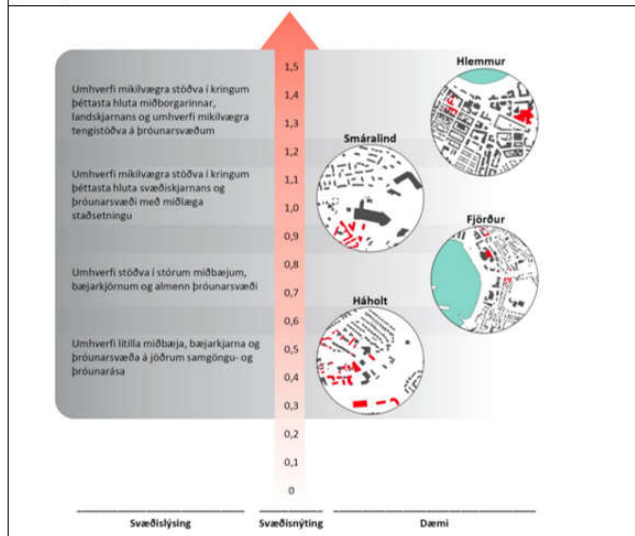 Hlemmur
1,5
Umhverfi mikilvægra stöðva í kringum
þéttasta hluta miðborgarinnar,
landskjarnans og umhverfi mikilvægra
tengistöðva á þróunarsvæðum
1,4
1,3
Smáralind
1,2
Umhverfi mikilvægra stöðva í kringum
þéttasta hluta svæðiskjarnans og
þróunarsvæði með miðlæga
staðsetningu
1,1
1,0
Fjörður
0,9
Umhverfi stöðva í stórum miðbæjum,
bæjarkjörnum og almenn þróunarsvæði
0,8
0,7
Háholt
0,6
Umhverfi lítilla miðbæja, bæjarkjarna og
þróunarsvæða á jöðrum samgöngu- og
þróunarása
0,5
0,4
0,3
0,2
0,1
0
Svæðislýsing
Svæðisnýting
Dæmi